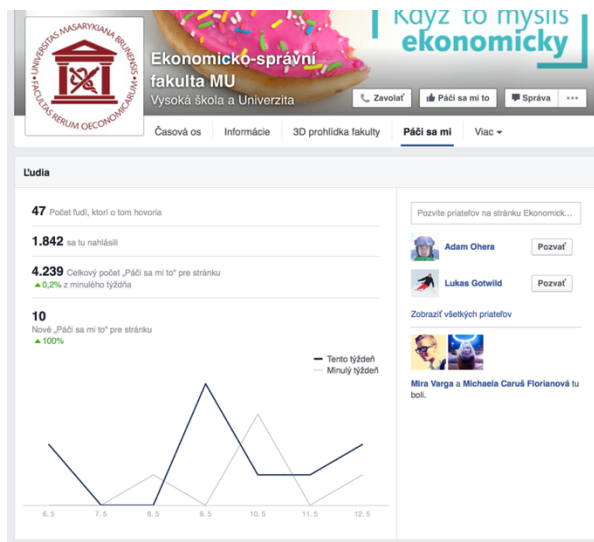 Když to myslíš
ekonomicky
UNIVERSITAS MASARYKIANA BRUNENSIS
FACULTAS RERUM OECONOMICARUM
Ekonomicko-správní
fakulta MU
Vysoká škola a Univerzita
Zavolať
Páči sa mi to
Správa
Časová os
Informácie
3D prohlídka fakulty
Páči sa mi
Viac
Ľudia
47 Počet ľudí, ktorí o tom hovoria
1.842 sa tu nahlásili
4.239 Celkový počet „Páči sa mi to" pre stránku
0,2% z minulého týždňa
10
Nové „Páči sa mi to" pre stránku
100%
Tento týždeň
Minulý týždeň
6. 5 7. 5 8. 5 9. 5 10. 5 11. 5 12. 5
Pozvite priateľov na stránku Ekonomick...
Adam Ohera
Pozvať
Lukas Gotwild
Pozvať
Zobraziť všetkých priateľov
Mira Varga a Michaela Caruš Florianová tu
boli.